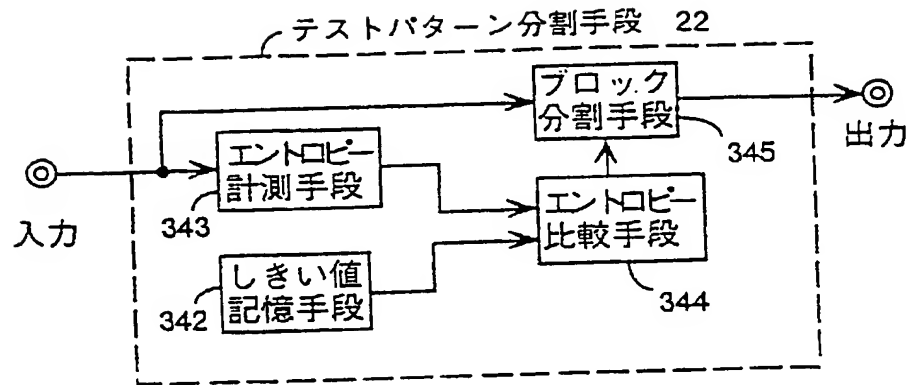 テストパターン分割手段 22
ブロック
分割手段
345
出力
エントロピー
計測手段
343
入力
エントロピー
比較手段
344
しきい値
記憶手段
342